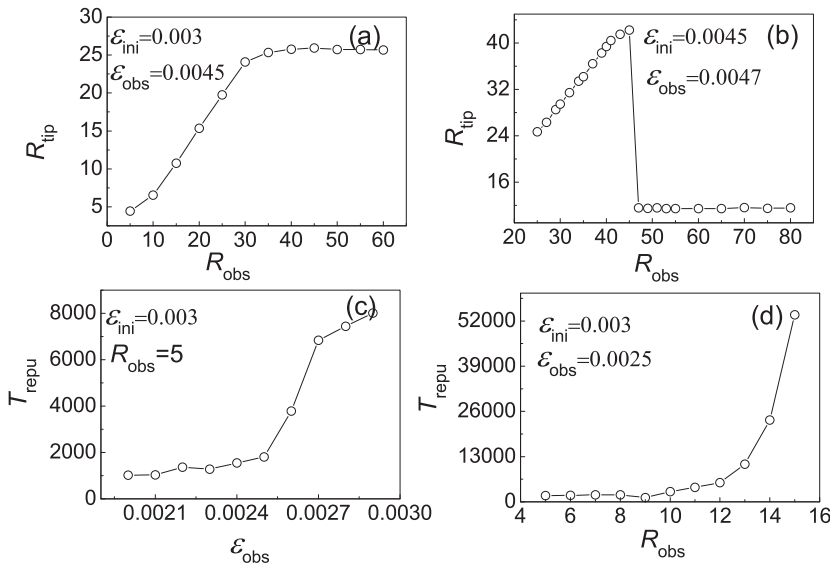 (a)
ε_ini=0.003
ε_obs=0.0045
R_tip
30
25
20
15
10
5
0 10 20 30 40 50 60
R_obs
(b)
ε_ini=0.0045
ε_obs=0.0047
R_tip
40
32
24
16
20 30 40 50 60 70 80
R_obs
(c)
ε_ini=0.003
R_obs=5
T_repu
8000
6000
4000
2000
0
0.0021 0.0024 0.0027 0.0030
ε_obs
(d)
ε_ini=0.003
ε_obs=0.0025
T_repu
52000
39000
26000
13000
0
4 6 8 10 12 14 16
R_obs